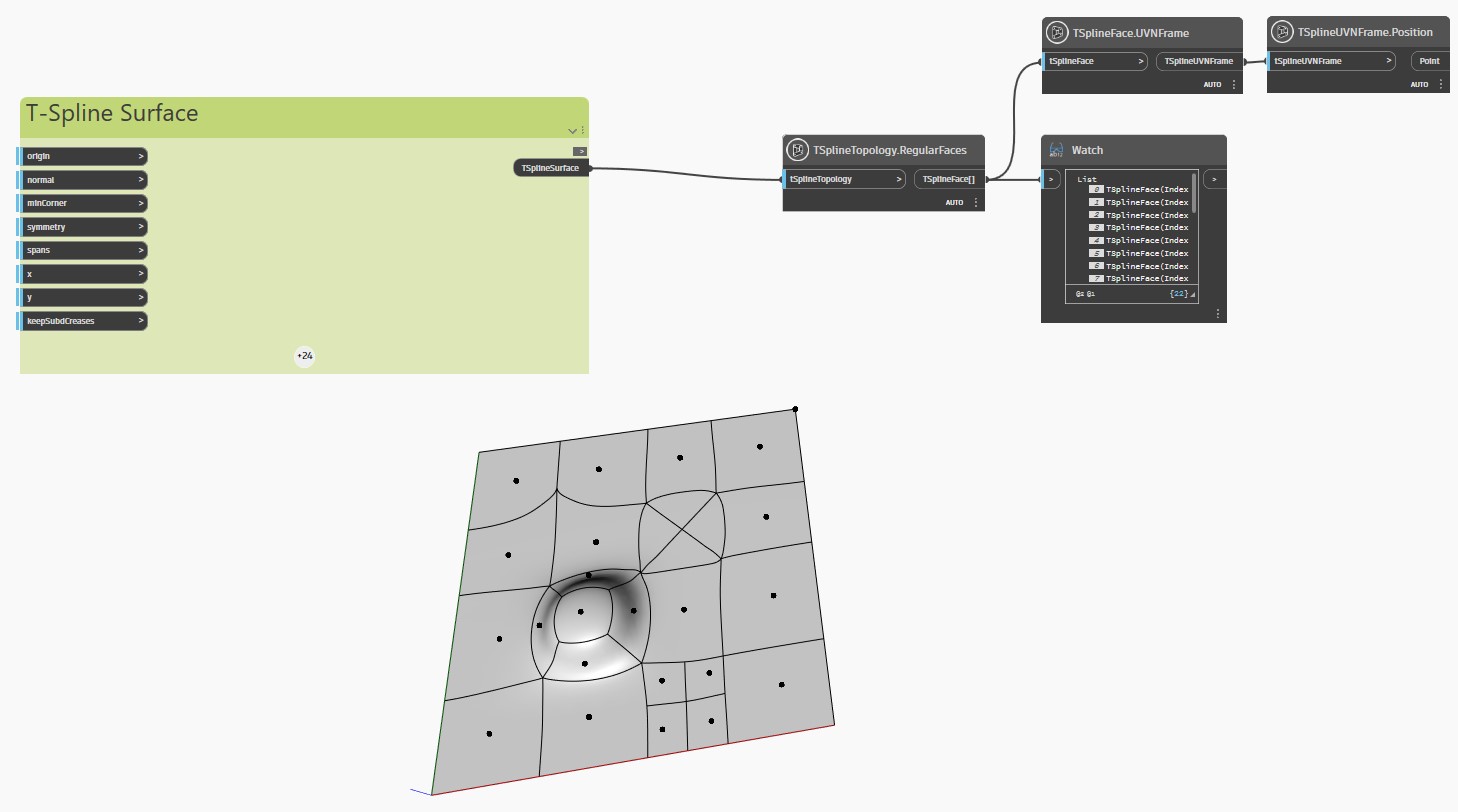 TSplineFace.UVNFrame
tSplineFace > TSplineUVNFrame
AUTO
TSplineUVNFrame.Position
tSplineUVNFrame > Point
AUTO
T-Spline Surface
origin >
normal >
minCorner >
symmetry >
spans >
x >
y >
keepSubdCreases >
>
TSplineSurface
+24
TSplineTopology.RegularFaces
tSplineTopology > TSplineFace[]
AUTO
Watch
> >
List
0 TSplineFace(Index
1 TSplineFace(Index
2 TSplineFace(Index
3 TSplineFace(Index
4 TSplineFace(Index
5 TSplineFace(Index
6 TSplineFace(Index
7 TSplineFace(Index
@2 @1 {22}